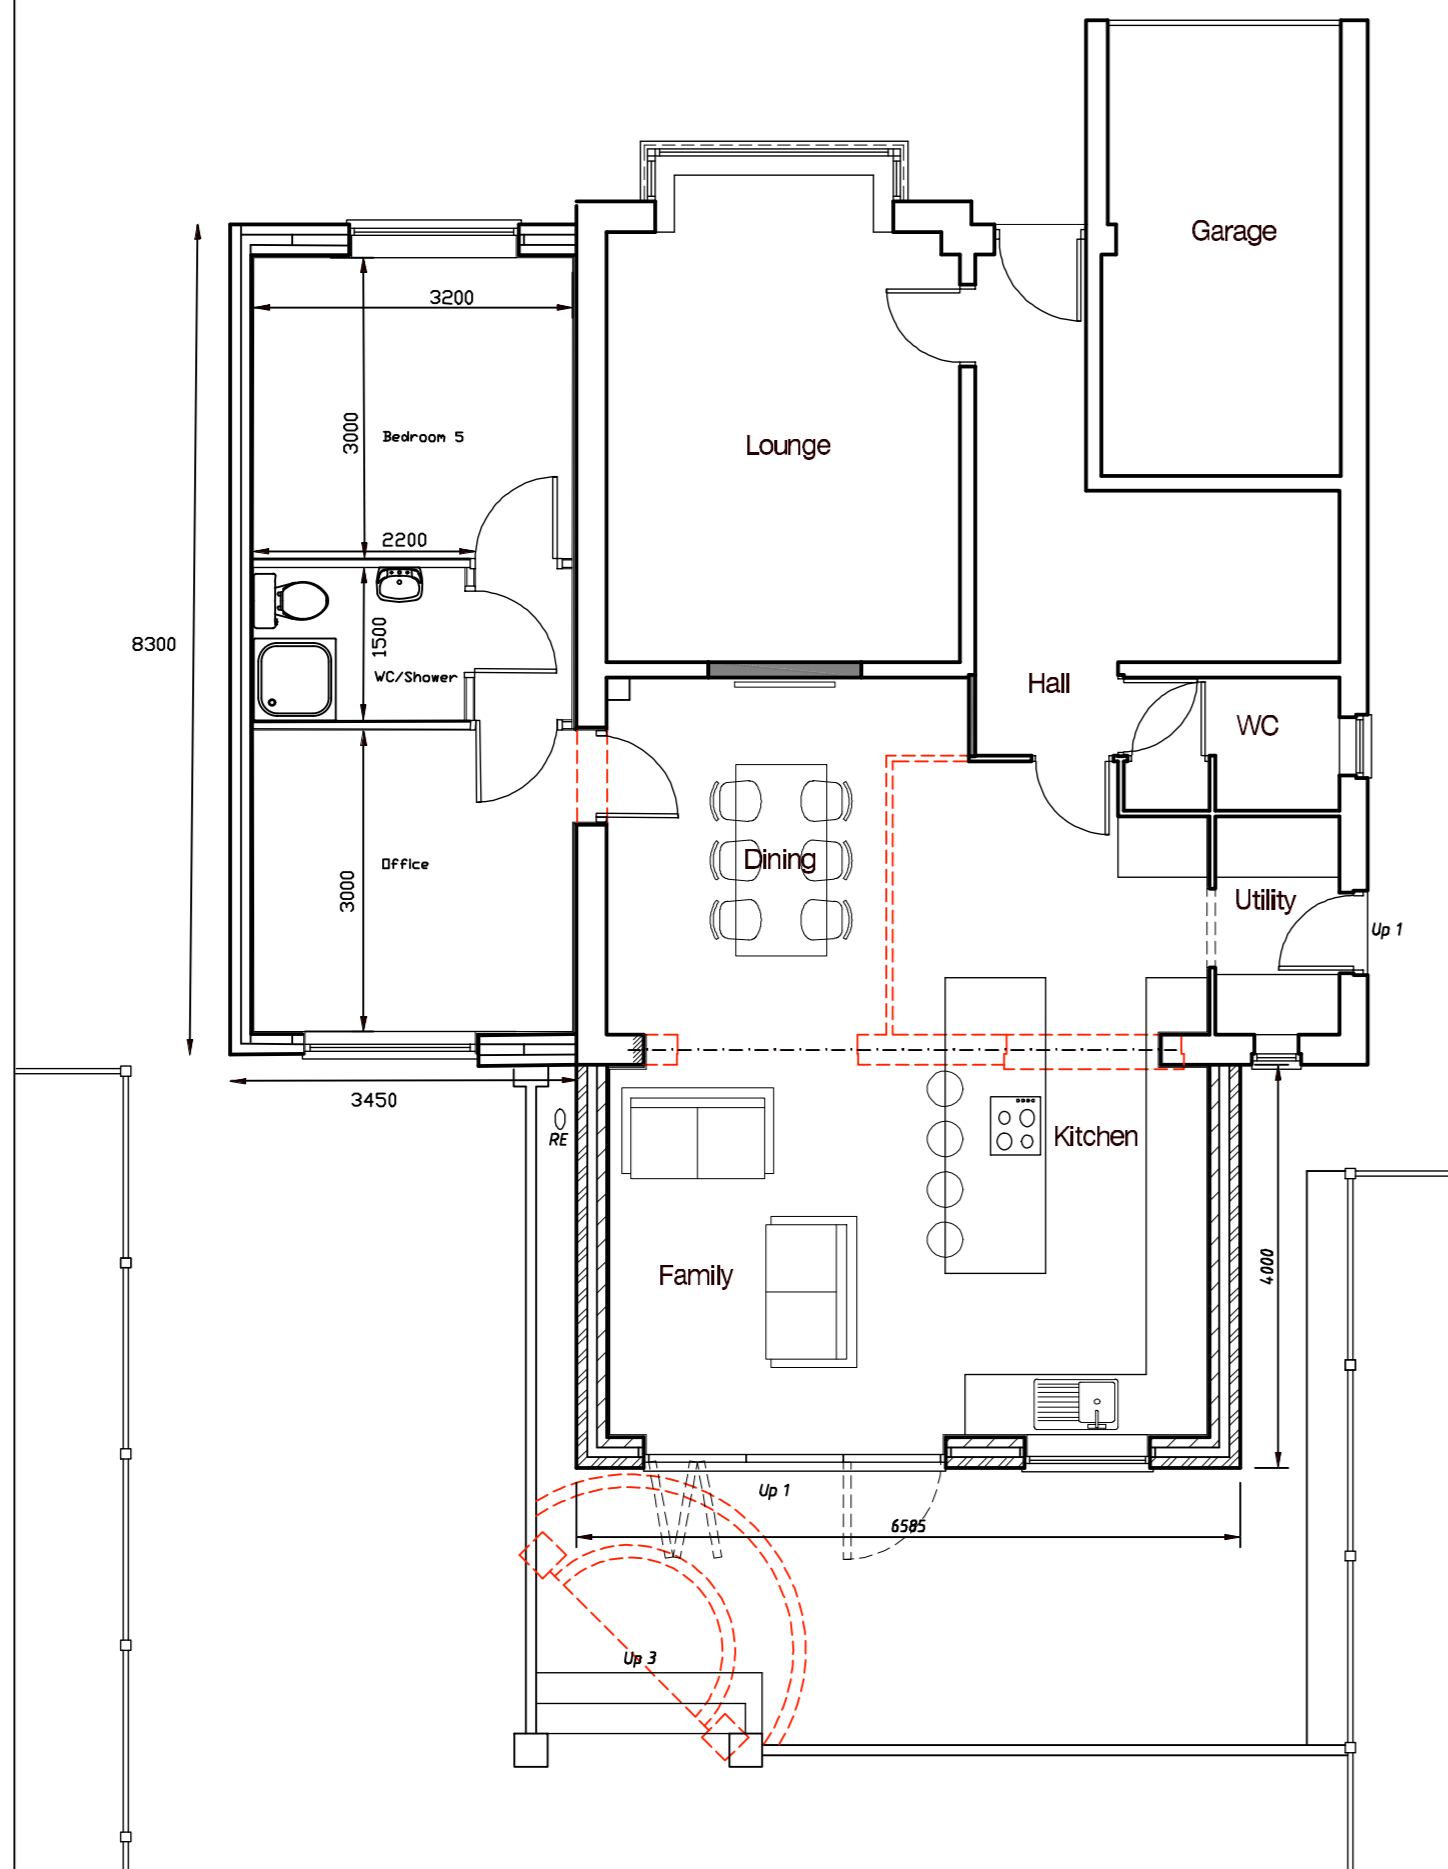 Garage
3200
3000
Bedroom 5
Lounge
2200
8300
1500
WC/Shower
Hall
WC
Office
3000
Dining
Utility
Up 1
3450
RE
Kitchen
Family
4000
Up 1
6585
Up 3